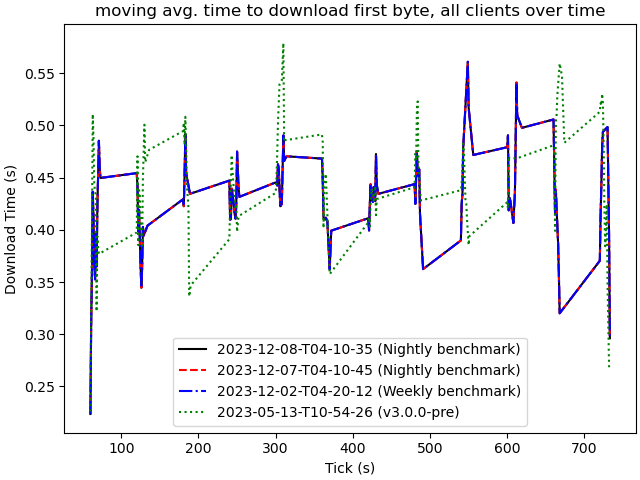 moving avg. time to download first byte, all clients over time
Download Time (s)
0.55
0.50
0.45
0.40
0.35
0.30
0.25
2023-12-08-T04-10-35 (Nightly benchmark)
2023-12-07-T04-10-45 (Nightly benchmark)
2023-12-02-T04-20-12 (Weekly benchmark)
2023-05-13-T10-54-26 (v3.0.0-pre)
100 200 300 400 500 600 700
Tick (s)